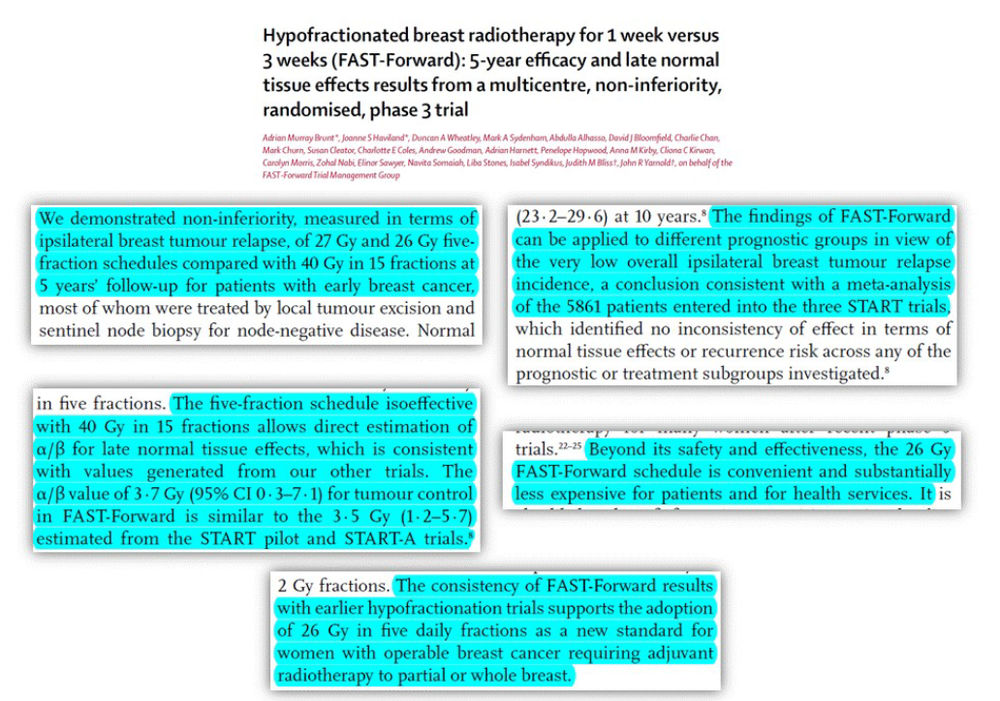 Hypofractionated breast radiotherapy for 1 week versus
3 weeks (FAST-Forward): 5-year efficacy and late normal
tissue effects results from a multicentre, non-inferiority,
randomised, phase 3 trial
Adrian Murray Brunt*, Joanne S Haviland*, Duncan A Wheatley, Mark A Sydenham, Abdulla Alhasso, David J Bloomfield, Charlie Chan,
Mark Churn, Susan Cleator, Charlotte E Coles, Andrew Goodman, Adrian Harnett, Penelope Hopwood, Anna M Kirby, Cliona C Kirwan,
Carolyn Morris, Zohal Nabi, Elinor Sawyer, Navita Somaiah, Liba Stones, Isabel Syndikus, Judith M Bliss†, John R Yarnold†, on behalf of the
FAST-Forward Trial Management Group
We demonstrated non-inferiority, measured in terms of
ipsilateral breast tumour relapse, of 27 Gy and 26 Gy five-
fraction schedules compared with 40 Gy in 15 fractions at
5 years' follow-up for patients with early breast cancer,
most of whom were treated by local tumour excision and
sentinel node biopsy for node-negative disease. Normal
(23·2–29·6) at 10 years.⁸ The findings of FAST-Forward
can be applied to different prognostic groups in view of
the very low overall ipsilateral breast tumour relapse
incidence, a conclusion consistent with a meta-analysis
of the 5861 patients entered into the three START trials,
which identified no inconsistency of effect in terms of
normal tissue effects or recurrence risk across any of the
prognostic or treatment subgroups investigated.⁸
in five fractions. The five-fraction schedule isoeffective
with 40 Gy in 15 fractions allows direct estimation of
α/β for late normal tissue effects, which is consistent
with values generated from our other trials. The
α/β value of 3·7 Gy (95% CI 0·3–7·1) for tumour control
in FAST-Forward is similar to the 3·5 Gy (1·2–5·7)
estimated from the START pilot and START-A trials.⁸
trials.²²⁻²⁵ Beyond its safety and effectiveness, the 26 Gy
FAST-Forward schedule is convenient and substantially
less expensive for patients and for health services. It is
2 Gy fractions. The consistency of FAST-Forward results
with earlier hypofractionation trials supports the adoption
of 26 Gy in five daily fractions as a new standard for
women with operable breast cancer requiring adjuvant
radiotherapy to partial or whole breast.